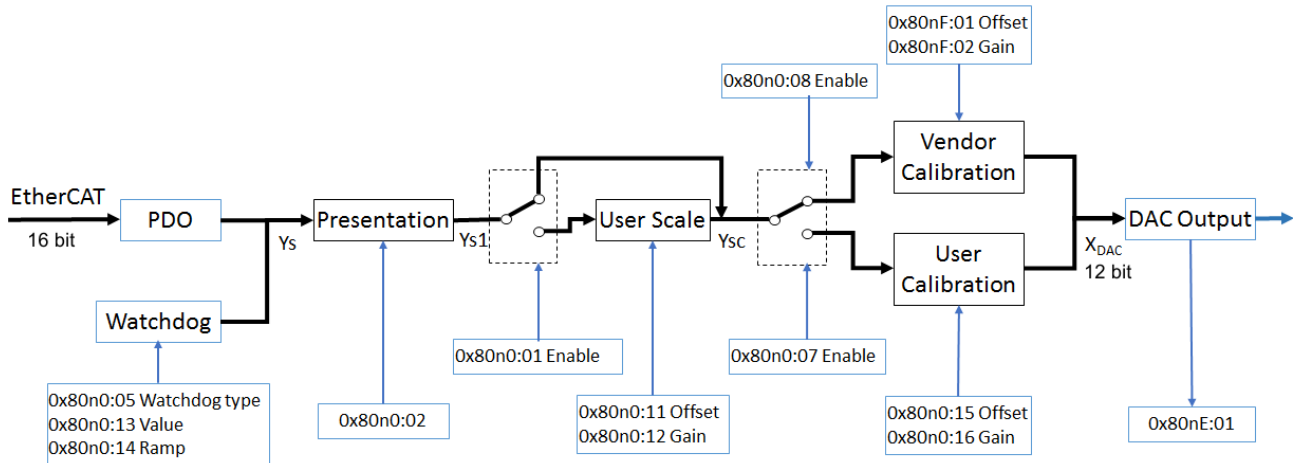 0x80nF:01 Offset
0x80nF:02 Gain
0x80n0:08 Enable
Vendor
Calibration
EtherCAT
16 bit
PDO
Ys
Presentation
Ys1
User Scale
Ysc
User
Calibration
XDAC
12 bit
DAC Output
Watchdog
0x80n0:01 Enable
0x80n0:07 Enable
0x80n0:05 Watchdog type
0x80n0:13 Value
0x80n0:14 Ramp
0x80n0:02
0x80n0:11 Offset
0x80n0:12 Gain
0x80n0:15 Offset
0x80n0:16 Gain
0x80nE:01